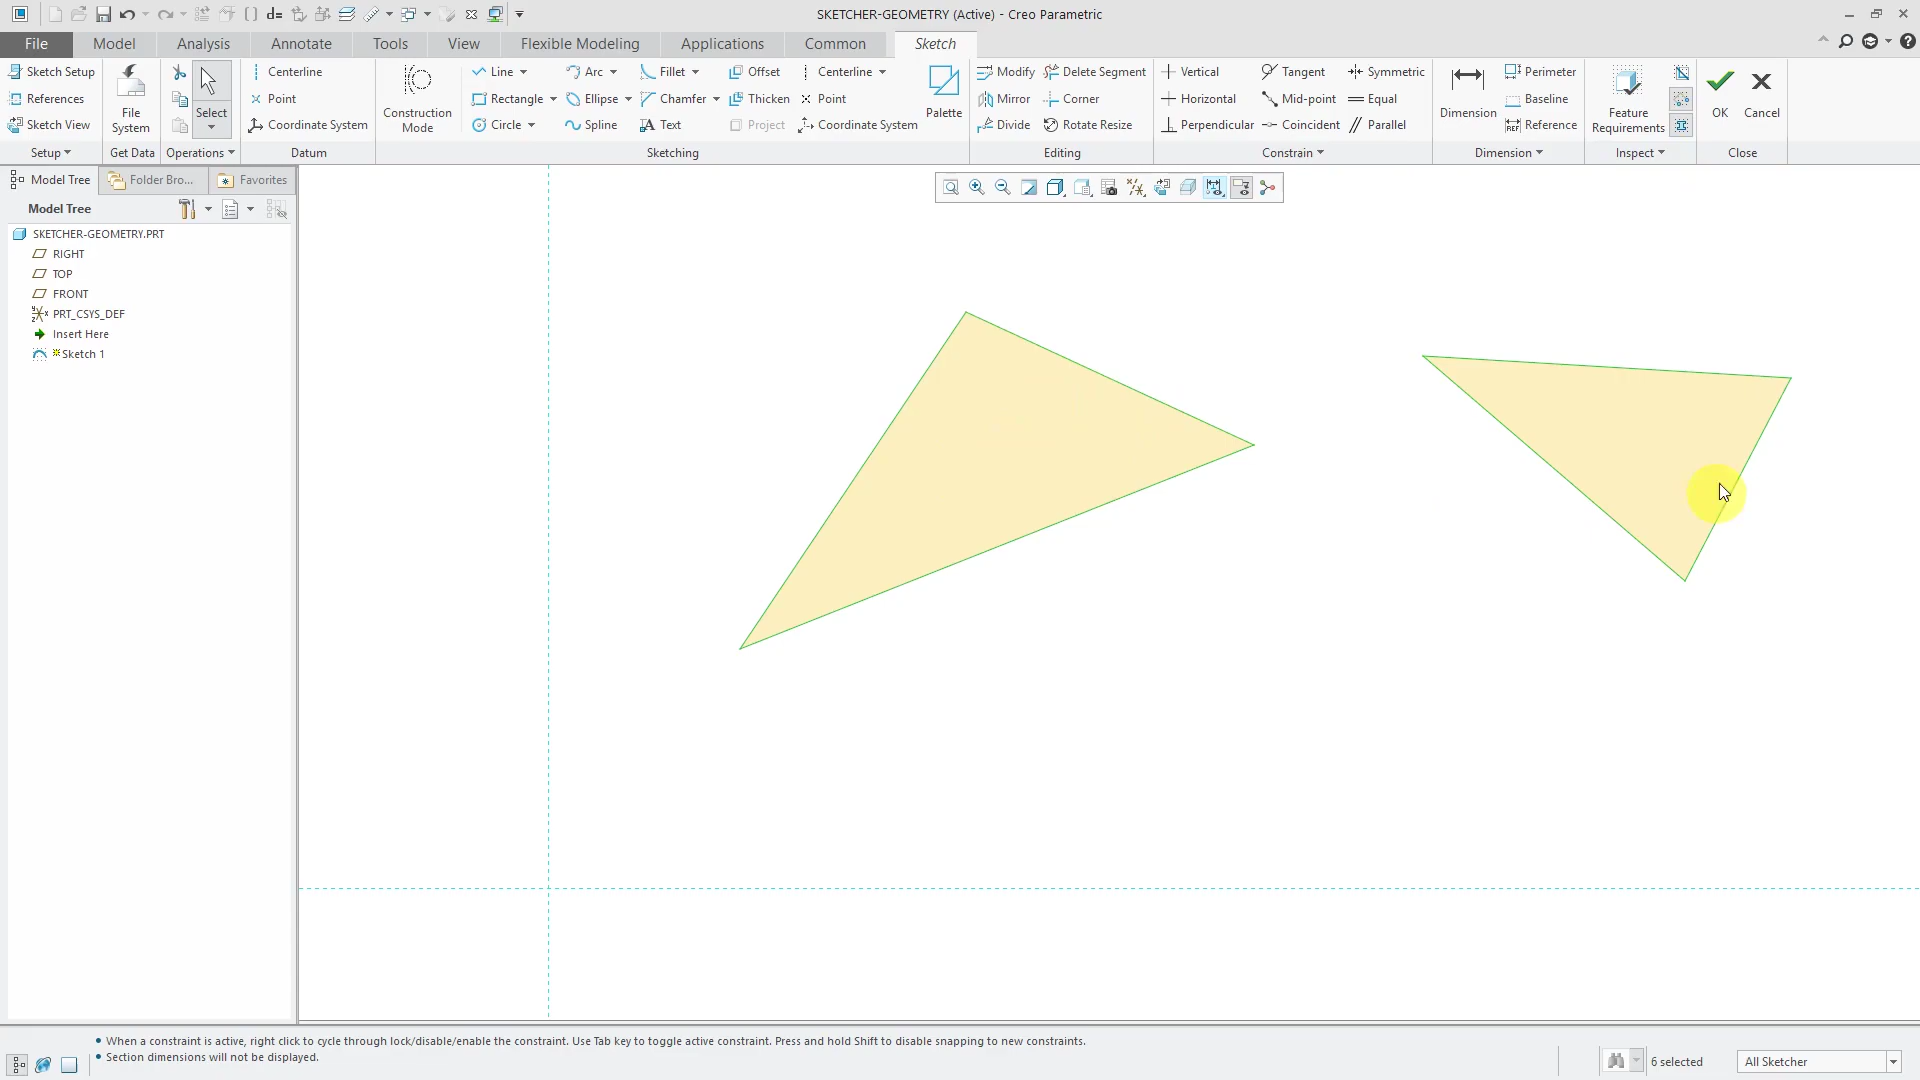 SKETCHER-GEOMETRY (Active) - Creo Parametric
File Model Analysis Annotate Tools View Flexible Modeling Applications Common Sketch
Sketch Setup
References
Sketch View
Setup
File
System
Get Data
Select
Operations
Centerline
Point
Coordinate System
Datum
Construction
Mode
Line Arc Fillet Offset Centerline
Rectangle Ellipse Chamfer Thicken Point
Circle Spline Text Project Coordinate System
Palette
Sketching
Modify Delete Segment
Mirror Corner
Divide Rotate Resize
Editing
Vertical Tangent Symmetric
Horizontal Mid-point Equal
Perpendicular Coincident Parallel
Constrain
Dimension
Perimeter
Baseline
REF Reference
Dimension
Feature
Requirements
Inspect
OK
Cancel
Close
Model Tree Folder Bro... Favorites
Model Tree
SKETCHER-GEOMETRY.PRT
RIGHT
TOP
FRONT
PRT_CSYS_DEF
Insert Here
Sketch 1
• When a constraint is active, right click to cycle through lock/disable/enable the constraint. Use Tab key to toggle active constraint. Press and hold Shift to disable snapping to new constraints.
• Section dimensions will not be displayed.
6 selected
All Sketcher